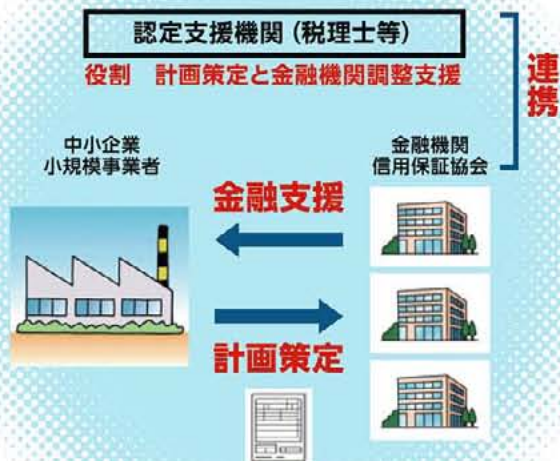 認定支援機関（税理士等）
役割　計画策定と金融機関調整支援
連携
中小企業
小規模事業者
金融機関
信用保証協会
金融支援
計画策定